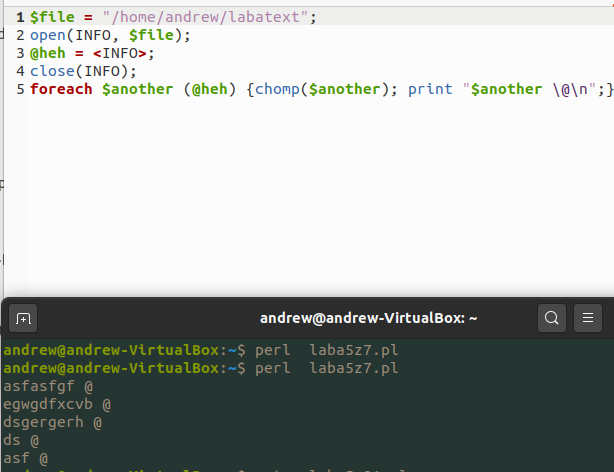 1 $file = "/home/andrew/labatext";
2 open(INFO, $file);
3 @heh = <INFO>;
4 close(INFO);
5 foreach $another (@heh) {chomp($another); print "$another \@\n";}
andrew@andrew-VirtualBox: ~
andrew@andrew-VirtualBox:~$ perl  laba5z7.pl
andrew@andrew-VirtualBox:~$ perl  laba5z7.pl
asfasfgf @
egwgdfxcvb @
dsgergerh @
ds @
asf @